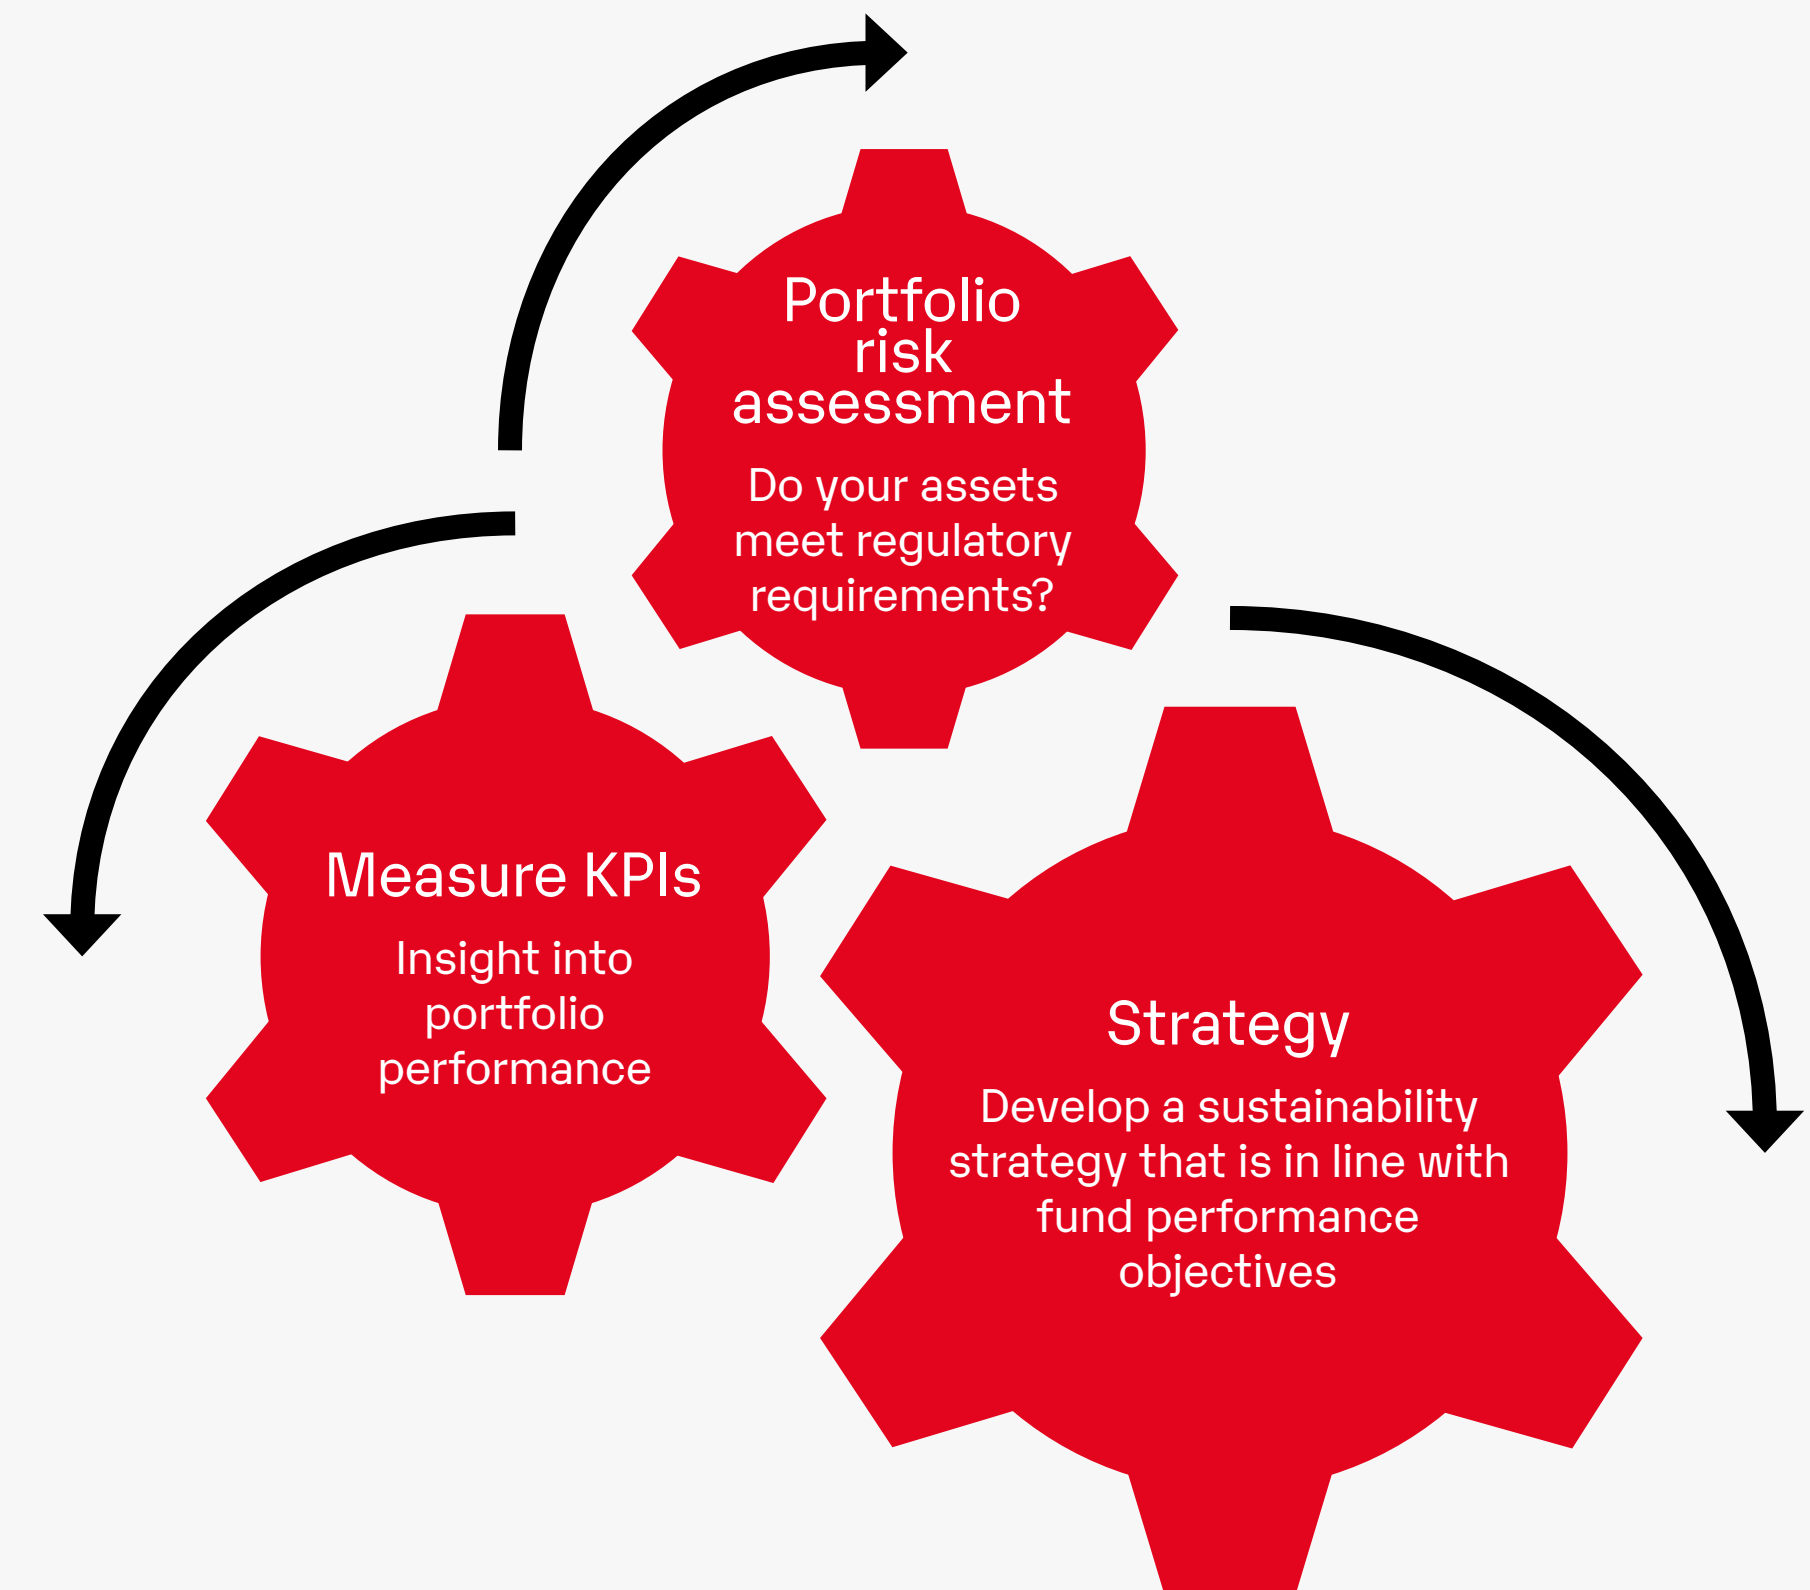 Portfolio
risk
assessment
Do your assets
meet regulatory
requirements?
Measure KPIs
Insight into
portfolio
performance
Strategy
Develop a sustainability
strategy that is in line with
fund performance
objectives